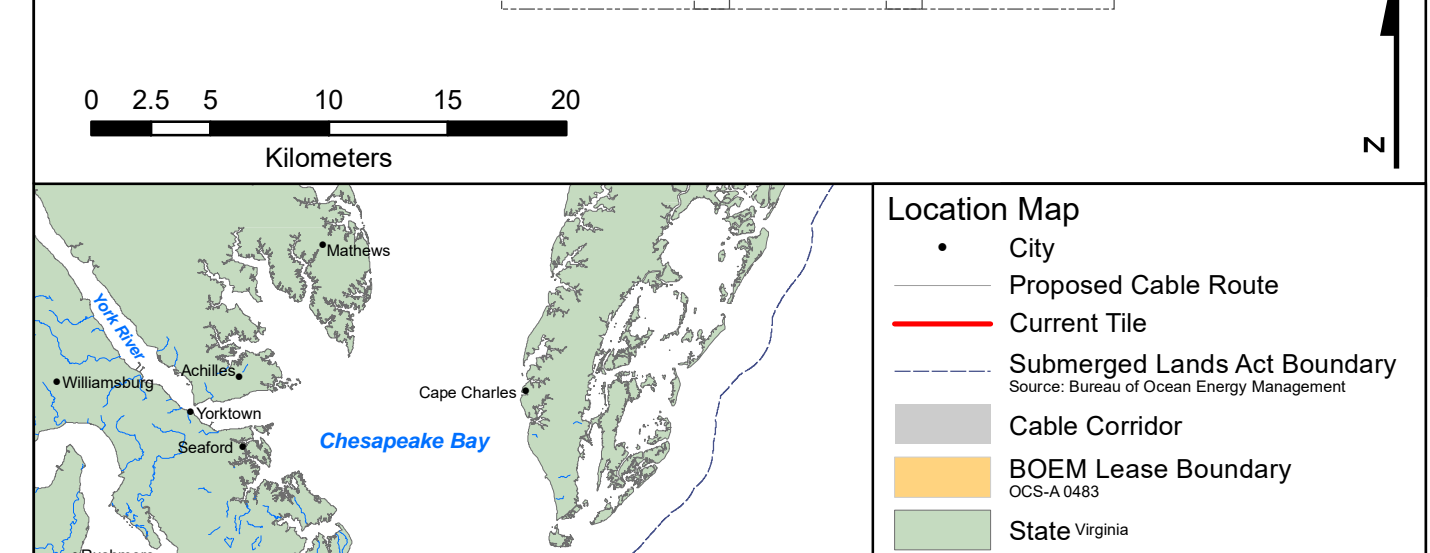 0 2.5 5 10 15 20
Kilometers
N
Mathews
York River
Achilles
Williamsburg
Cape Charles
Yorktown
Seaford
Chesapeake Bay
Location Map
City
Proposed Cable Route
Current Tile
Submerged Lands Act Boundary
Source: Bureau of Ocean Energy Management
Cable Corridor
BOEM Lease Boundary
OCS-A 0483
State Virginia